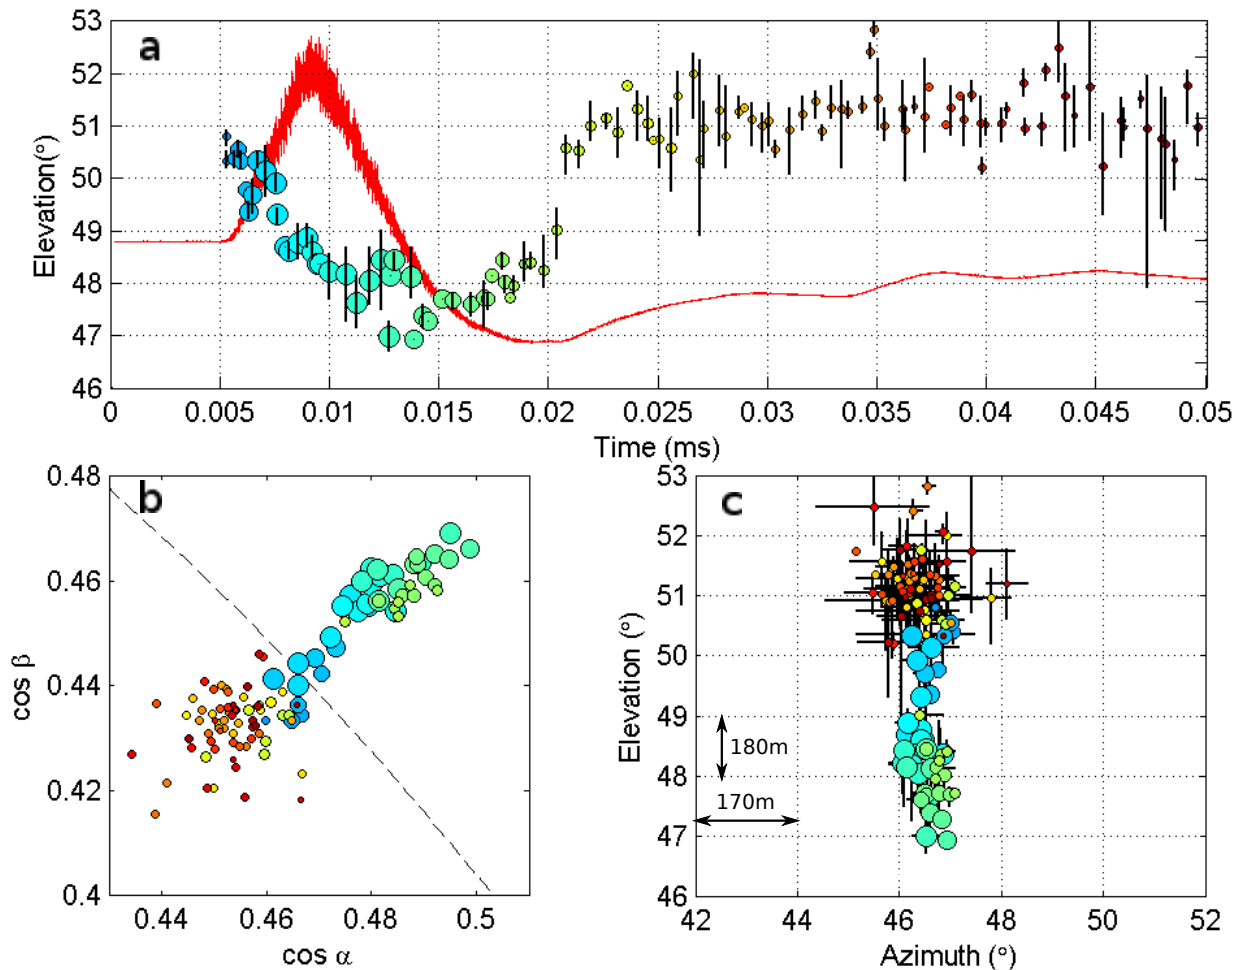 a
53
52
51
50
49
48
47
46
Elevation(°)
0 0.005 0.01 0.015 0.02 0.025 0.03 0.035 0.04 0.045 0.05
Time (ms)
b
0.48
0.46
0.44
0.42
0.4
cos β
0.44 0.46 0.48 0.5
cos α
c
53
52
51
50
49
48
47
46
Elevation (°)
180m
170m
42 44 46 48 50 52
Azimuth (°)